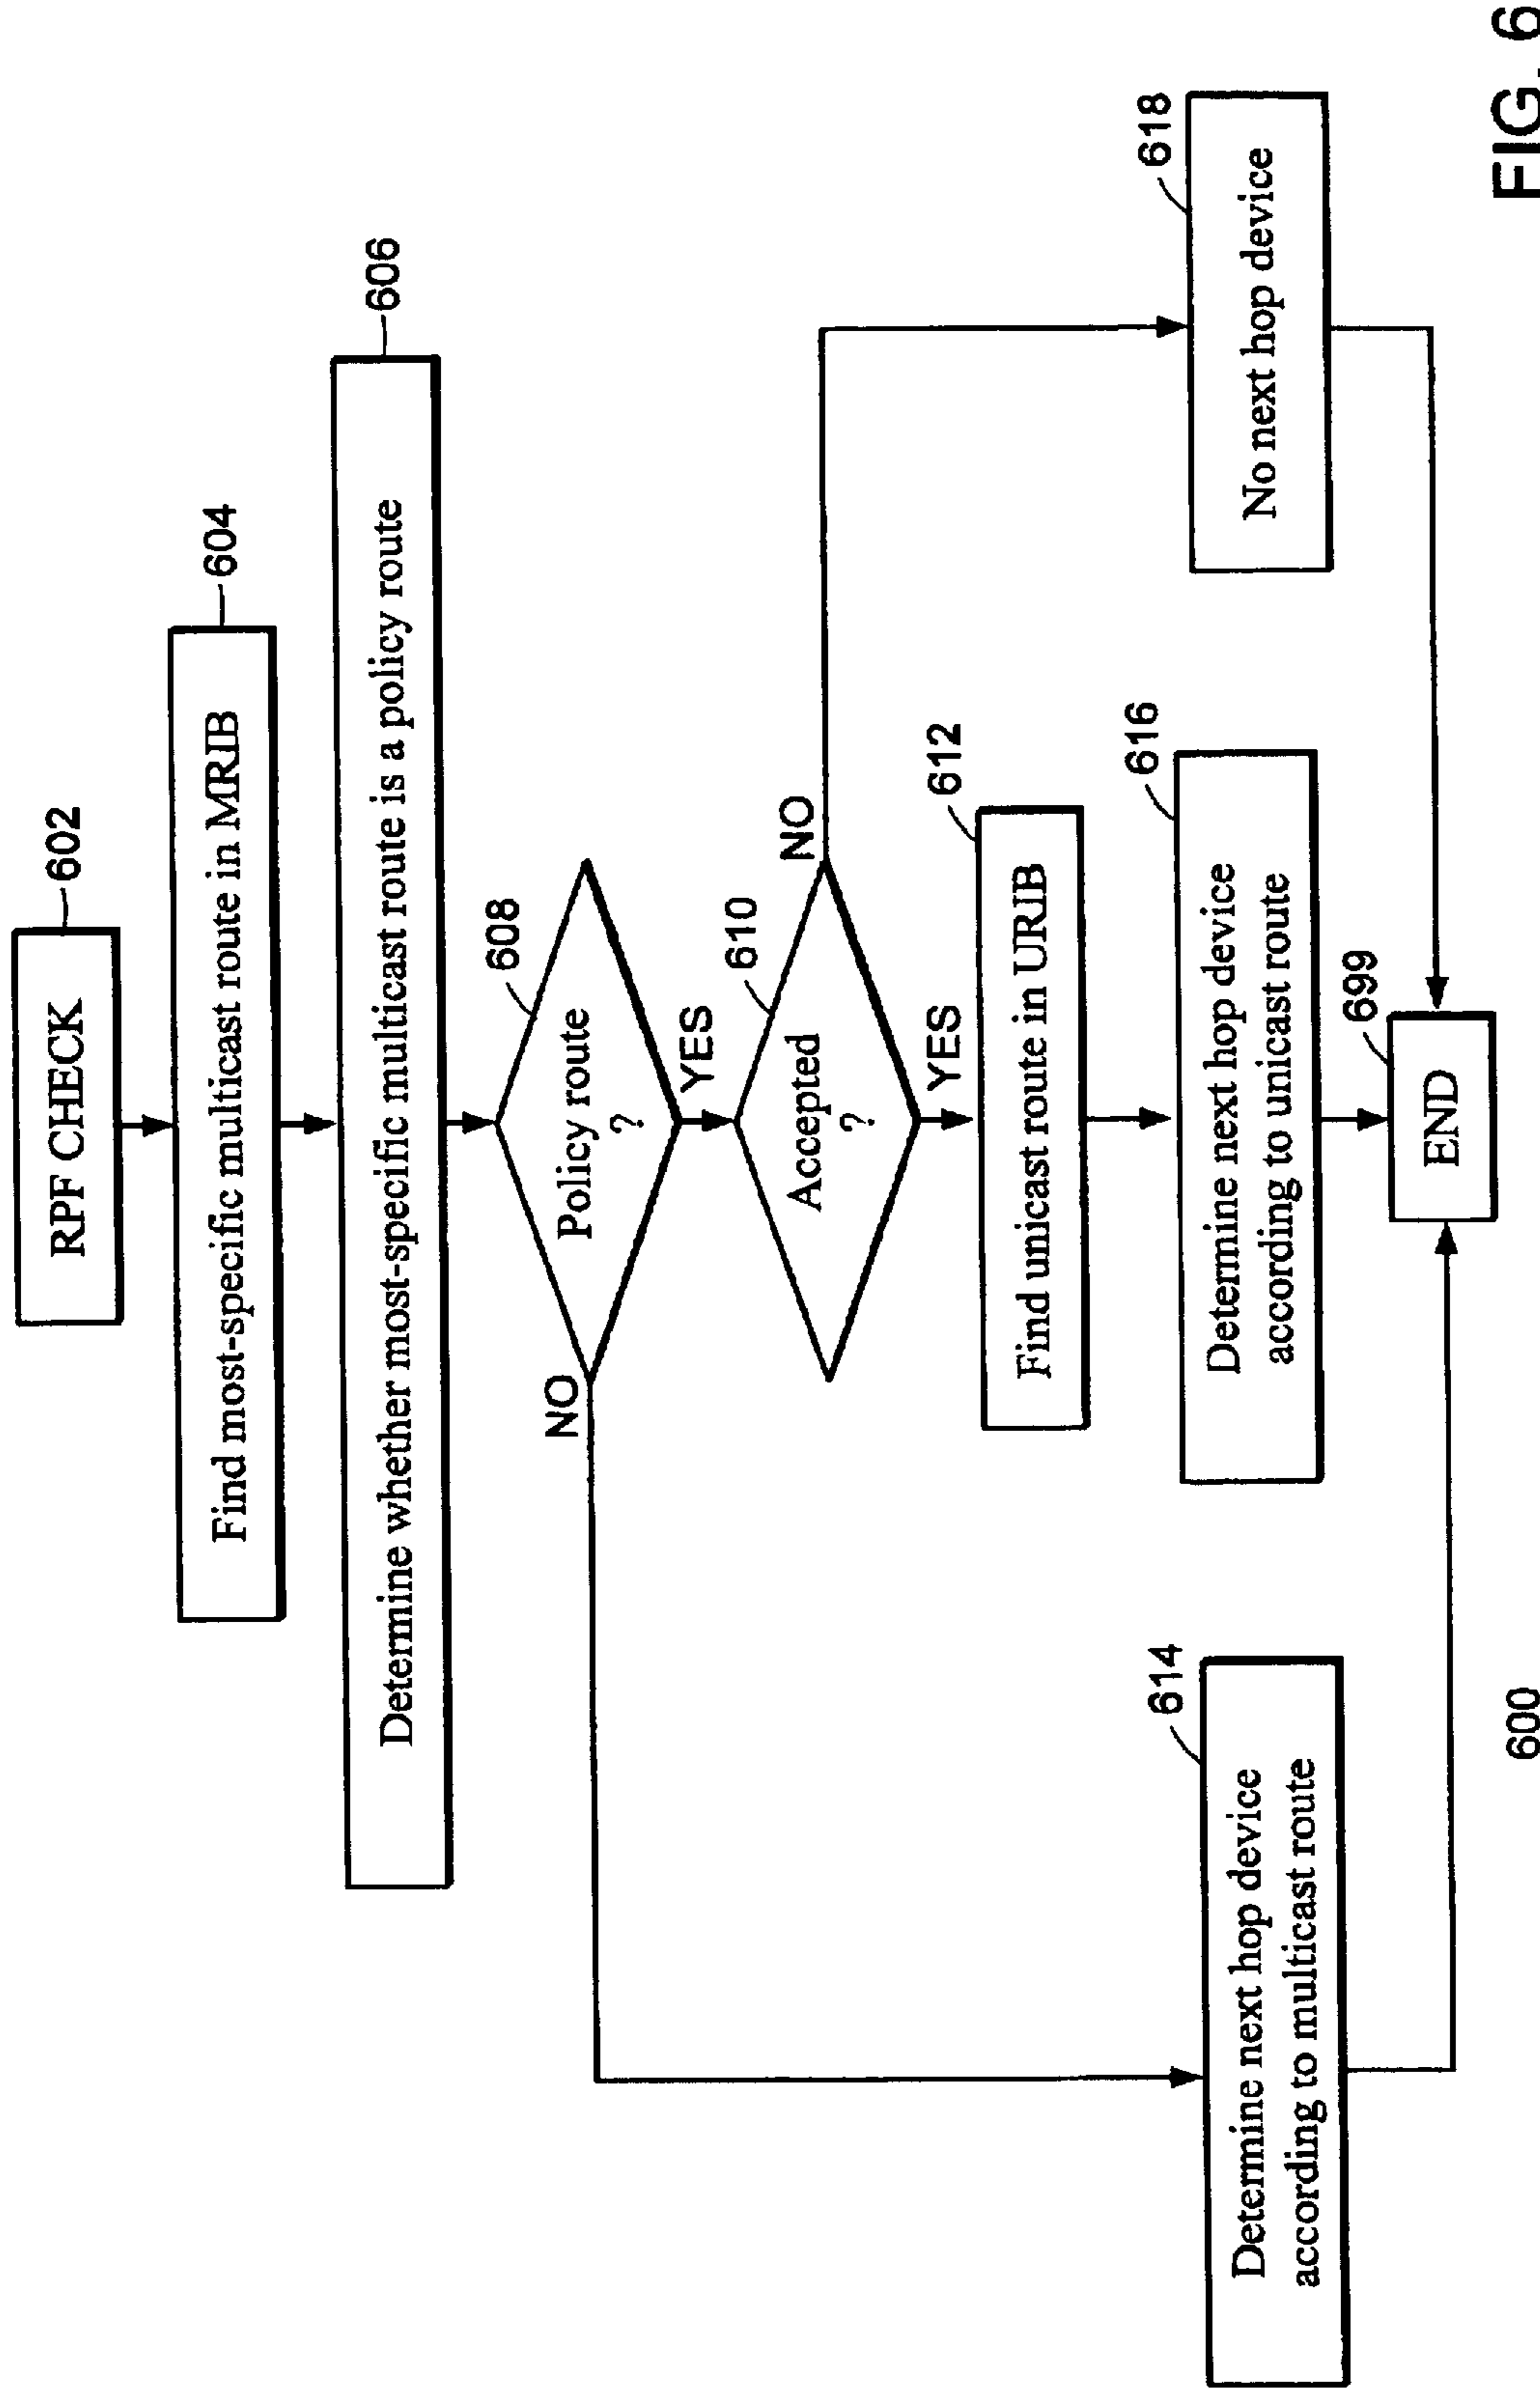 RPF CHECK
602
Find most-specific multicast route in MRIB
604
Determine whether most-specific multicast route is a policy route
606
608
Policy route
?
NO
YES
610
Accepted
?
NO
YES
612
Find unicast route in URIB
614
Determine next hop device
according to multicast route
616
Determine next hop device
according to unicast route
618
No next hop device
699
END
600
FIG. 6